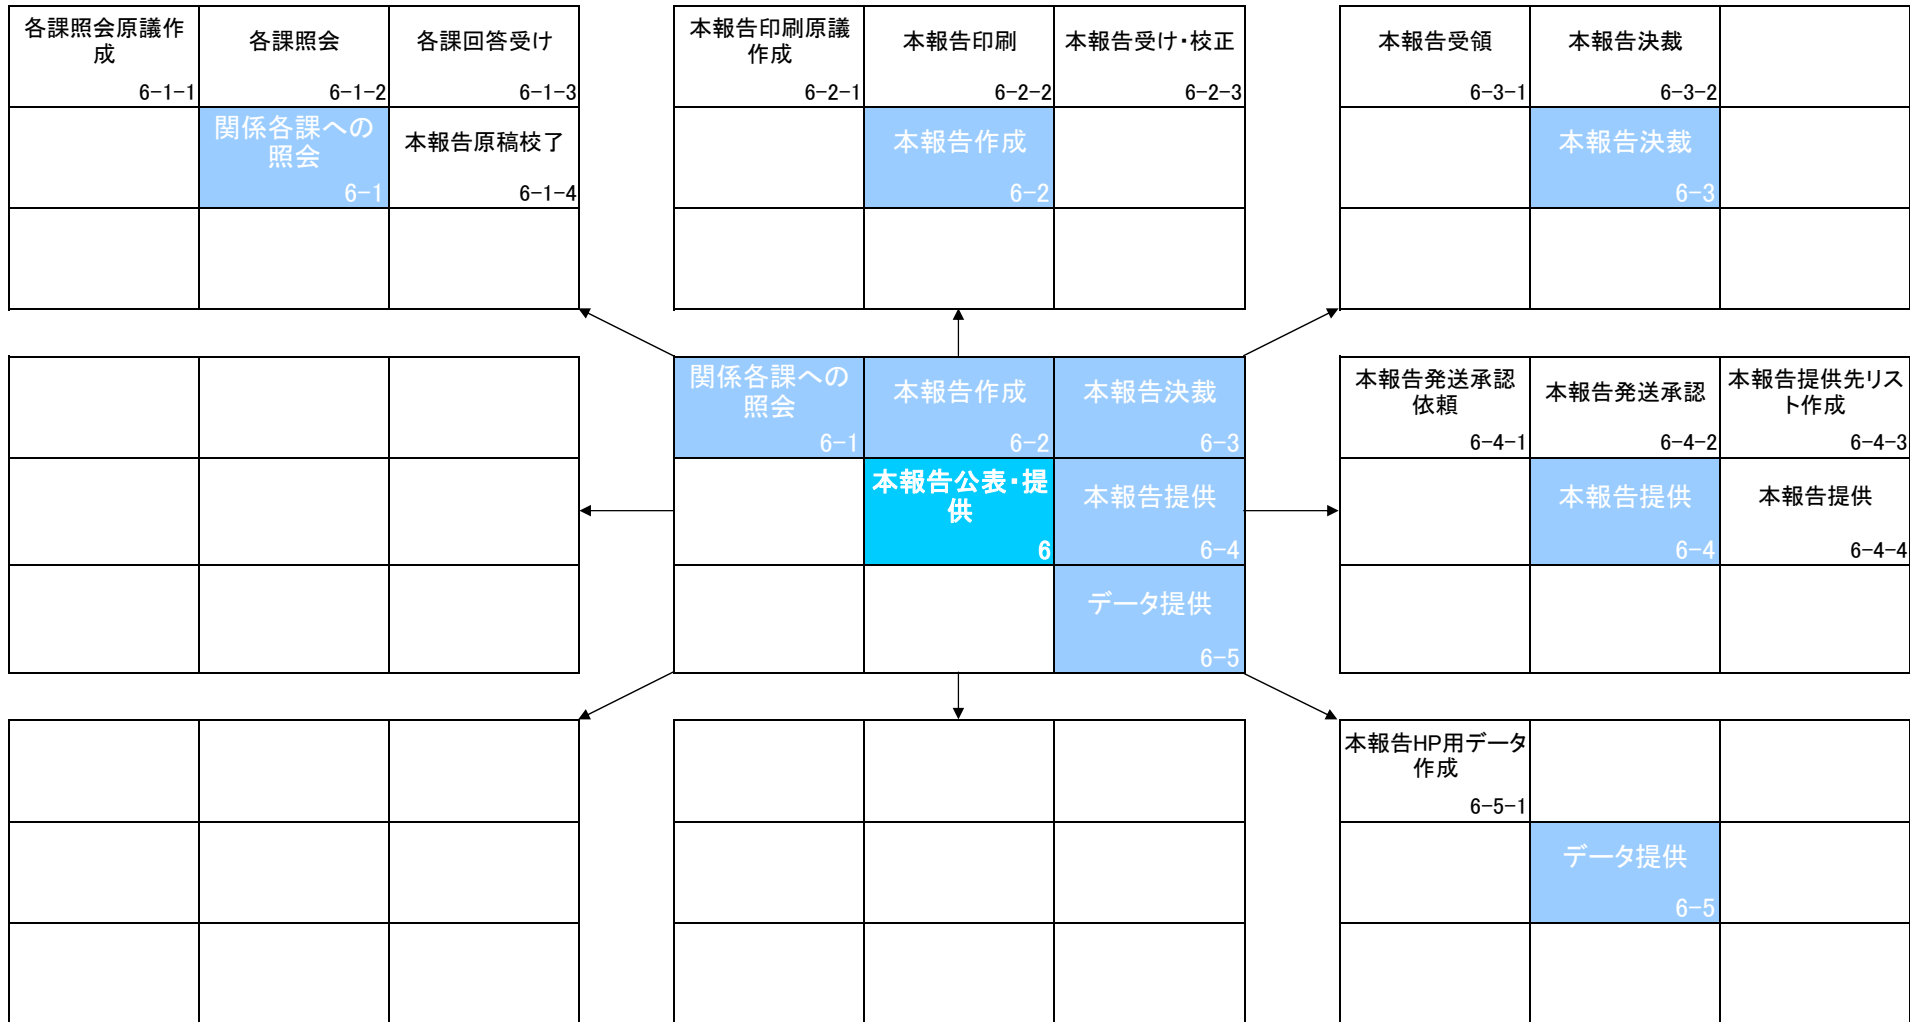 各課照会原議作
成
6-1-1
各課照会
6-1-2
各課回答受け
6-1-3
関係各課への
照会
6-1
本報告原稿校了
6-1-4
本報告印刷原議
作成
6-2-1
本報告印刷
6-2-2
本報告受け・校正
6-2-3
本報告作成
6-2
本報告受領
6-3-1
本報告決裁
6-3-2
本報告決裁
6-3
関係各課への
照会
6-1
本報告作成
6-2
本報告決裁
6-3
本報告公表・提
供
6
本報告提供
6-4
データ提供
6-5
本報告発送承認
依頼
6-4-1
本報告発送承認
6-4-2
本報告提供先リス
ト作成
6-4-3
本報告提供
6-4
本報告提供
6-4-4
本報告HP用データ
作成
6-5-1
データ提供
6-5